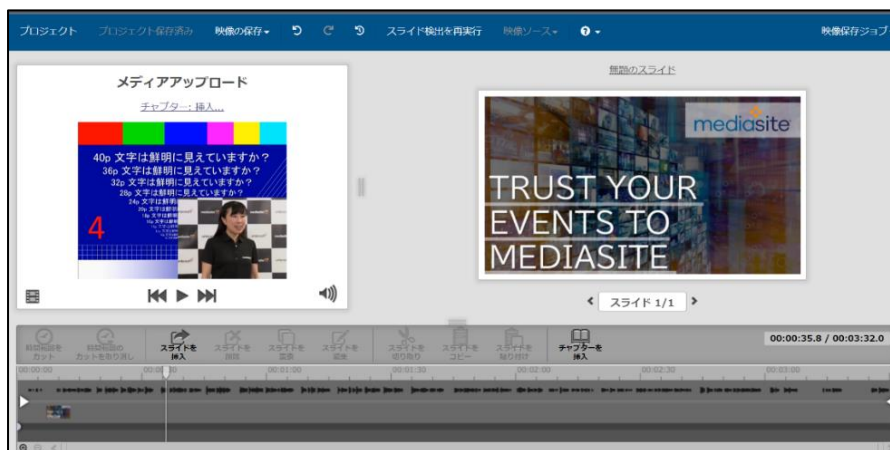 プロジェクト プロジェクト保存済み 映像の保存 スライド検出を再実行 映像ソース 映像保存ジョブ
メディアアップロード
チャプター: 挿入...
40p 文字は鮮明に見えていますか？
36p 文字は鮮明に見えていますか？
32p 文字は鮮明に見えていますか？
28p 文字は鮮明に見えていますか？
24p 文字は鮮明
4
無題のスライド
mediasite
TRUST YOUR
EVENTS TO
MEDIASITE
スライド 1/1
時間範囲を
カット
時間範囲の
カットを取り消し
スライドを
挿入
スライドを
削除
スライドを
置換
スライドを
変更
スライドを
切り取り
スライドを
コピー
スライドを
貼り付け
チャプターを
挿入
00:00:35.8 / 00:03:32.0
00:00:00 00:01:00 00:01:30 00:02:00 00:02:30 00:03:00